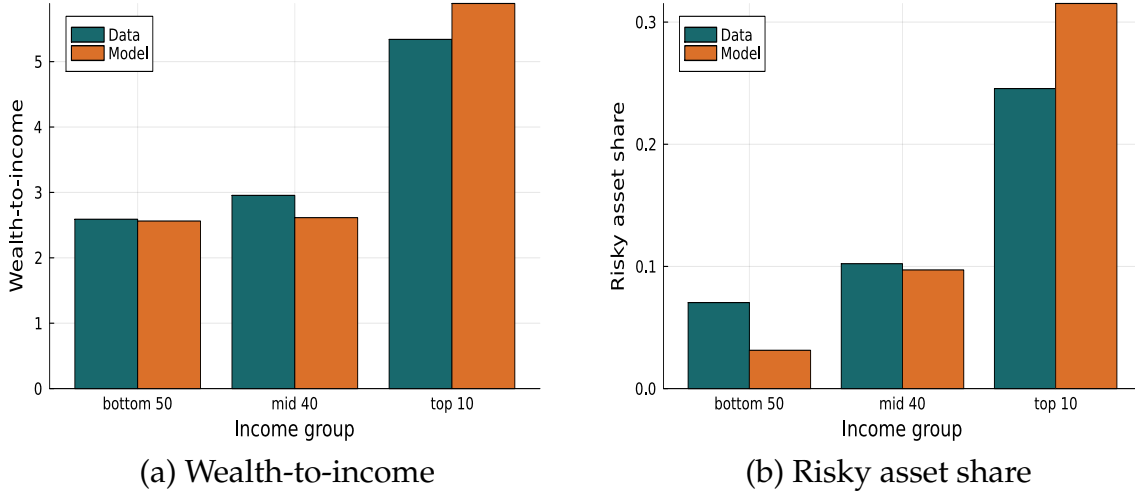 Data
Model
Wealth-to-income
5
4
3
2
1
0
bottom 50
mid 40
top 10
Income group
(a) Wealth-to-income
Data
Model
Risky asset share
0.3
0.2
0.1
0.0
bottom 50
mid 40
top 10
Income group
(b) Risky asset share